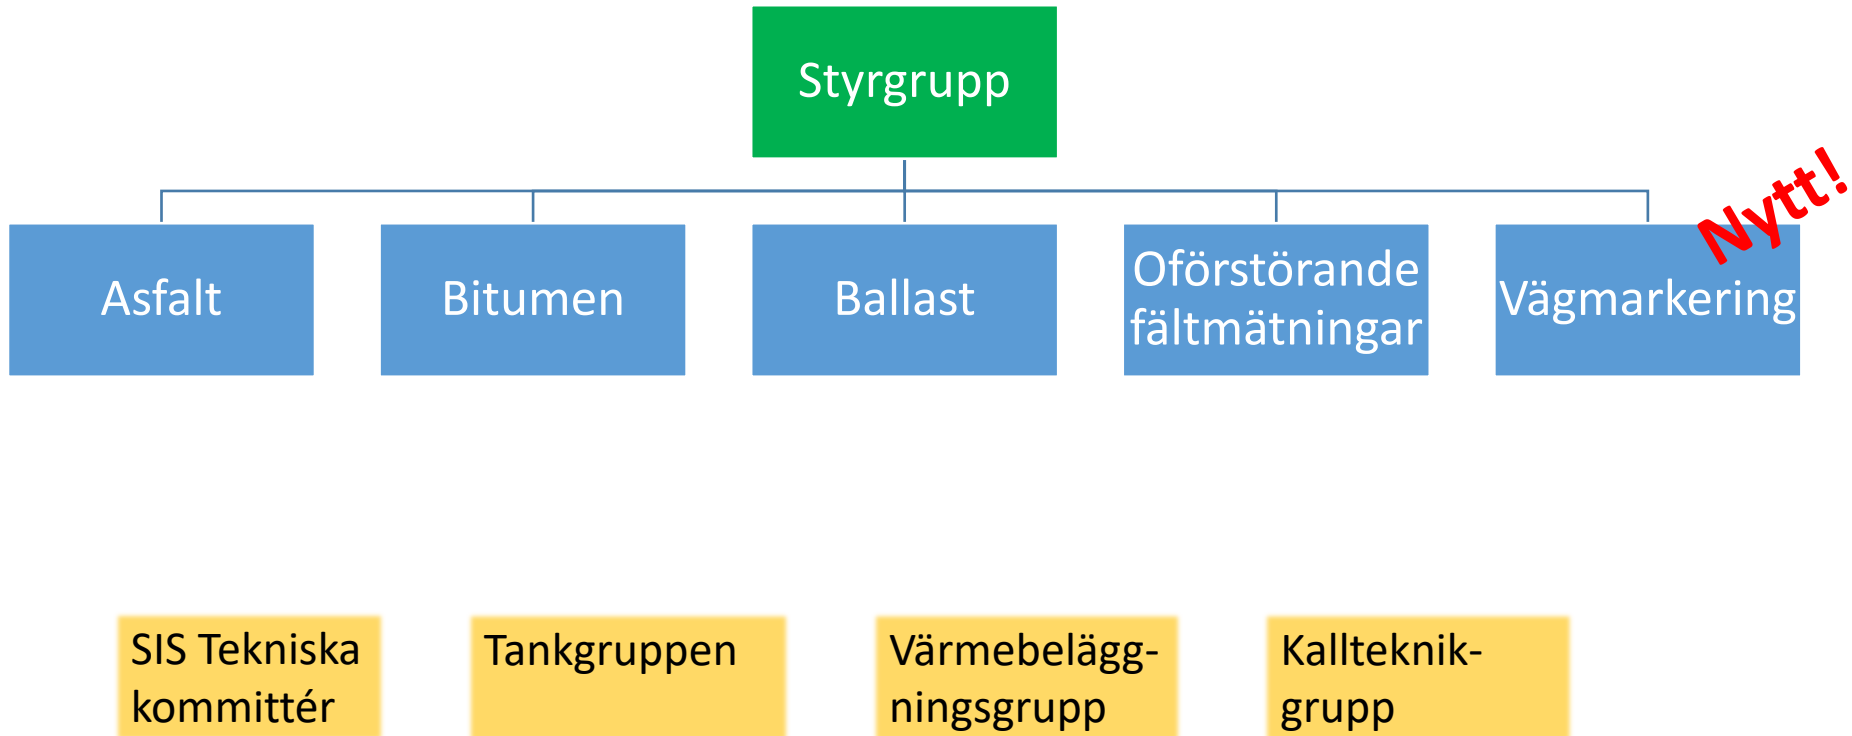 Styrgrupp
Nytt!
Asfalt
Bitumen
Ballast
Oförstörande
fältmätningar
Vägmarkering
SIS Tekniska
kommittér
Tankgruppen
Värmebelägg-
ningsgrupp
Kallteknik-
grupp